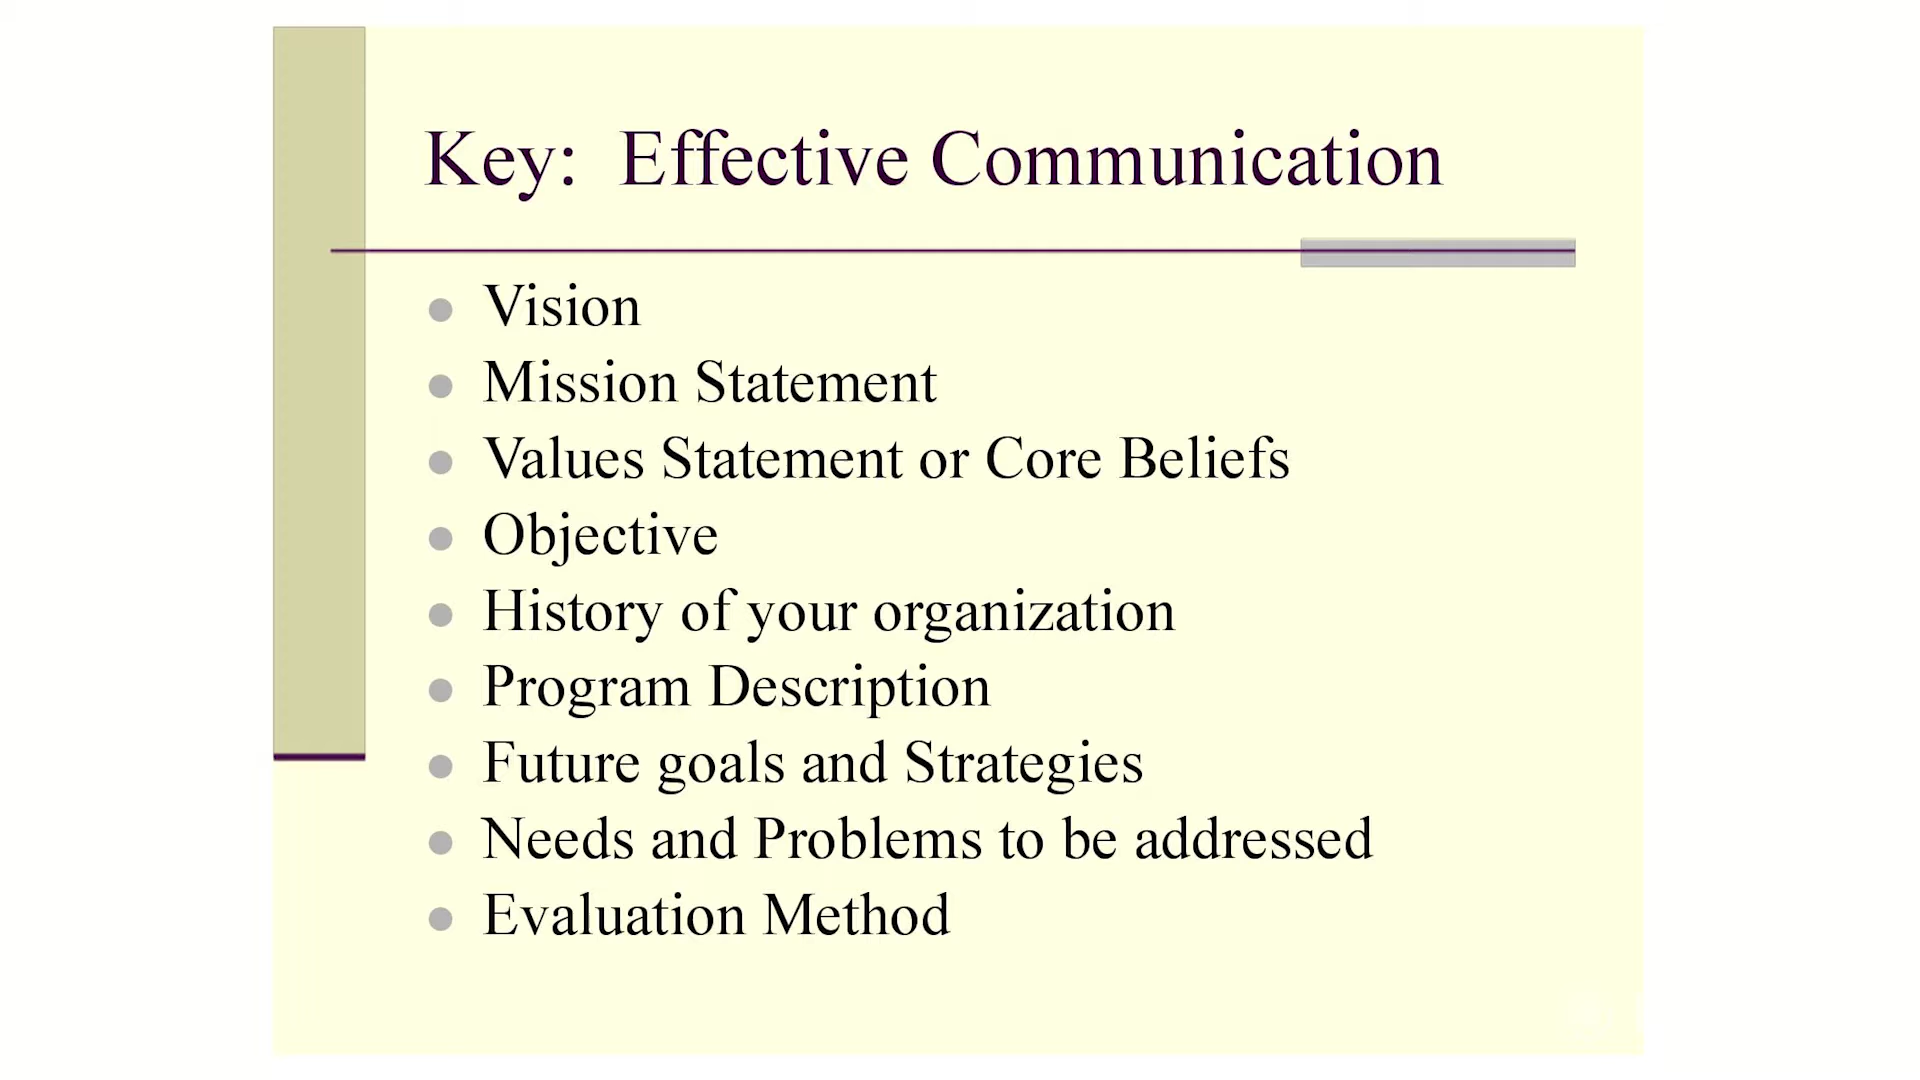 Key: Effective Communication
Vision
Mission Statement
Values Statement or Core Beliefs
Objective
History of your organization
Program Description
Future goals and Strategies
Needs and Problems to be addressed
Evaluation Method